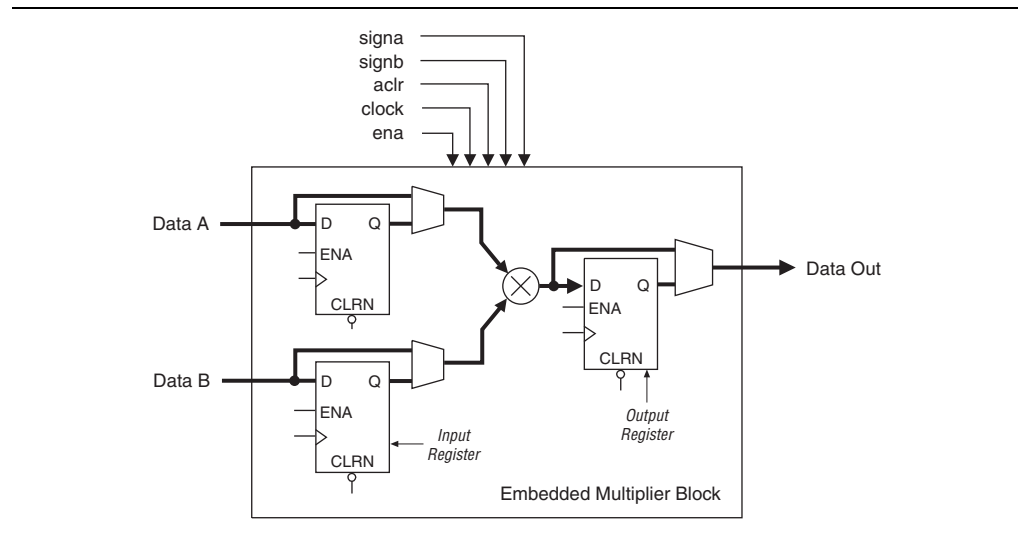 signa
signb
aclr
clock
ena
Data A
D
Q
ENA
CLRN
Data Out
D
Q
ENA
CLRN
Data B
D
Q
ENA
CLRN
Input
Register
Output
Register
Embedded Multiplier Block